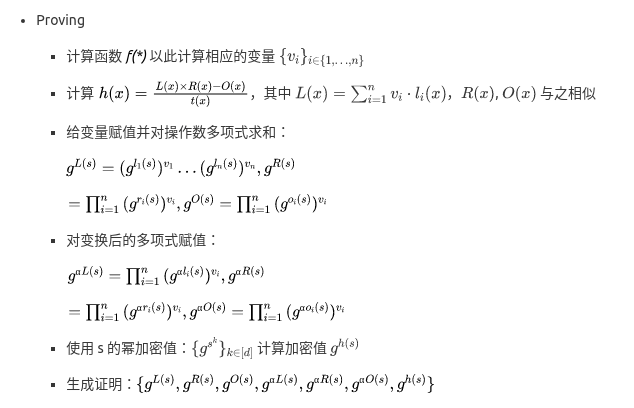 Proving
计算函数 f(*) 以此计算相应的变量 $\{v_i\}_{i\in\{1,\ldots,n\}}$
计算 $h(x) = \frac{L(x)\times R(x)-O(x)}{t(x)}$，其中 $L(x) = \sum_{i=1}^{n} v_i \cdot l_i(x)$，$R(x), O(x)$ 与之相似
给变量赋值并对操作数多项式求和：
$g^{L(s)} = (g^{l_1(s)})^{v_1} \ldots (g^{l_n(s)})^{v_n}, g^{R(s)}$
$= \prod_{i=1}^{n} (g^{r_i(s)})^{v_i}, g^{O(s)} = \prod_{i=1}^{n} (g^{o_i(s)})^{v_i}$
对变换后的多项式赋值：
$g^{\alpha L(s)} = \prod_{i=1}^{n} (g^{\alpha l_i(s)})^{v_i}, g^{\alpha R(s)}$
$= \prod_{i=1}^{n} (g^{\alpha r_i(s)})^{v_i}, g^{\alpha O(s)} = \prod_{i=1}^{n} (g^{\alpha o_i(s)})^{v_i}$
使用 s 的幂加密值：$\{g^{s^k}\}_{k\in[d]}$ 计算加密值 $g^{h(s)}$
生成证明：$\{g^{L(s)}, g^{R(s)}, g^{O(s)}, g^{\alpha L(s)}, g^{\alpha R(s)}, g^{\alpha O(s)}, g^{h(s)}\}$